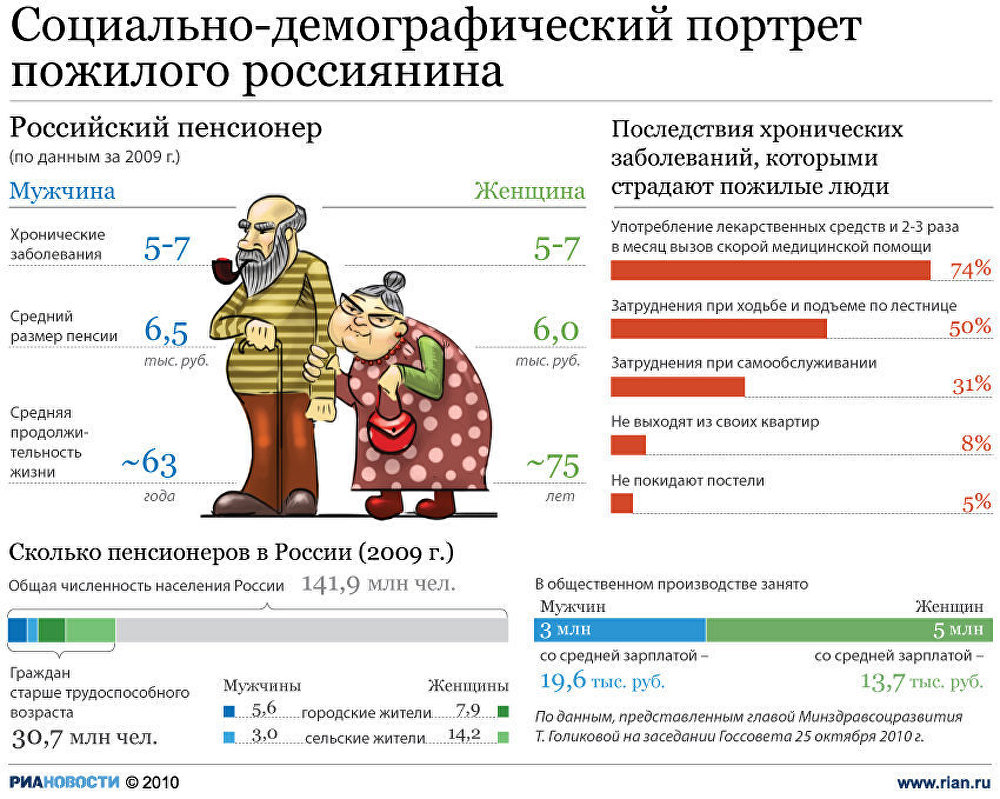 Социально-демографический портрет
пожилого россиянина
Российский пенсионер
(по данным за 2009 г.)
Мужчина
Женщина
Хронические
заболевания
5-7
5-7
Средний
размер пенсии
6,5
тыс. руб.
6,0
тыс. руб.
Средняя
продолжи-
тельность
жизни
~63
года
~75
лет
Последствия хронических
заболеваний, которыми
страдают пожилые люди
Употребление лекарственных средств и 2-3 раза
в месяц вызов скорой медицинской помощи
74%
Затруднения при ходьбе и подъеме по лестнице
50%
Затруднения при самообслуживании
31%
Не выходят из своих квартир
8%
Не покидают постели
5%
Сколько пенсионеров в России (2009 г.)
Общая численность населения России 141,9 млн чел.
Граждан
старше трудоспособного
возраста
30,7 млн чел.
Мужчины Женщины
5,6 городские жители 7,9
3,0 сельские жители 14,2
В общественном производстве занято
Мужчин Женщин
3 млн 5 млн
со средней зарплатой – со средней зарплатой –
19,6 тыс. руб. 13,7 тыс. руб.
По данным, представленным главой Минздравсоцразвития
Т. Голиковой на заседании Госсовета 25 октября 2010 г.
РИАНОВОСТИ © 2010
www.rian.ru